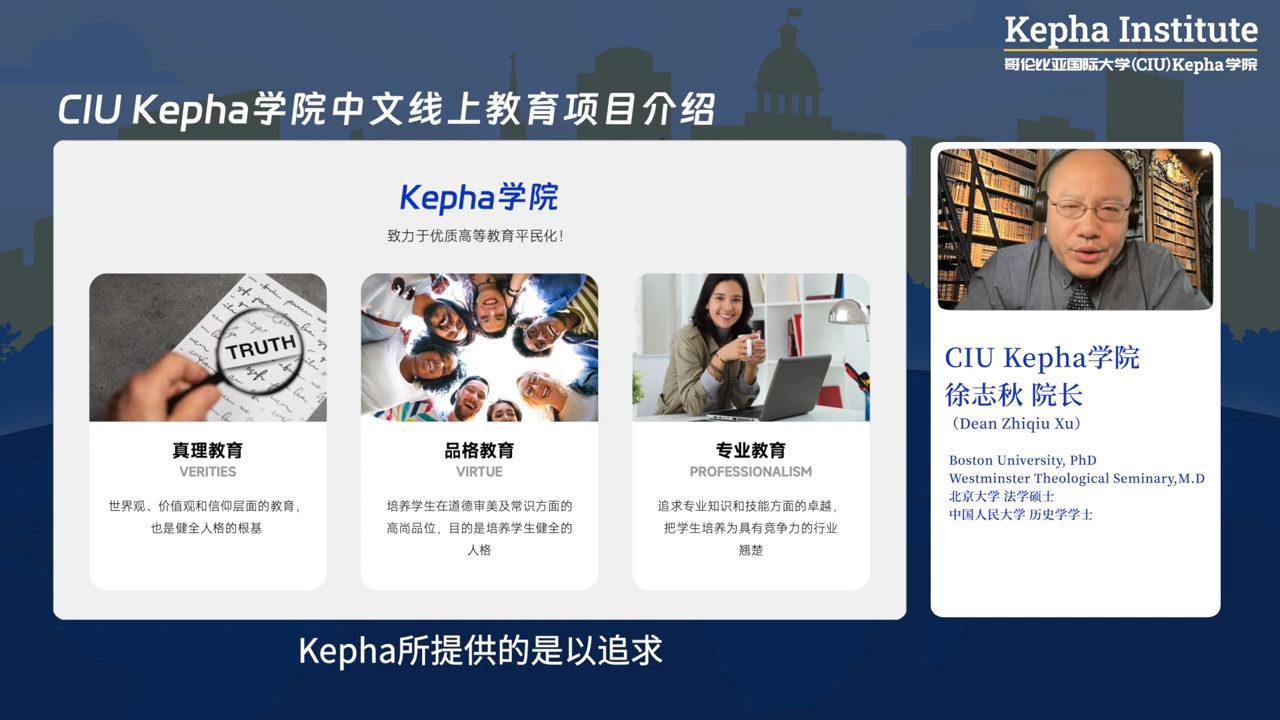 Kepha Institute
哥伦比亚国际大学(CIU)Kepha学院
CIU Kepha学院中文线上教育项目介绍
Kepha学院
致力于优质高等教育平民化!
TRUTH
真理教育
VERITIES
世界观、价值观和信仰层面的教育,
也是健全人格的根基
品格教育
VIRTUE
培养学生在道德审美及常识方面的
高尚品位,目的是培养学生健全的
人格
专业教育
PROFESSIONALISM
追求专业知识和技能方面的卓越,
把学生培养为具有竞争力的行业
翘楚
CIU Kepha学院
徐志秋 院长
(Dean Zhiqiu Xu)
Boston University, PhD
Westminster Theological Seminary,M.D
北京大学 法学硕士
中国人民大学 历史学学士
Kepha所提供的是以追求